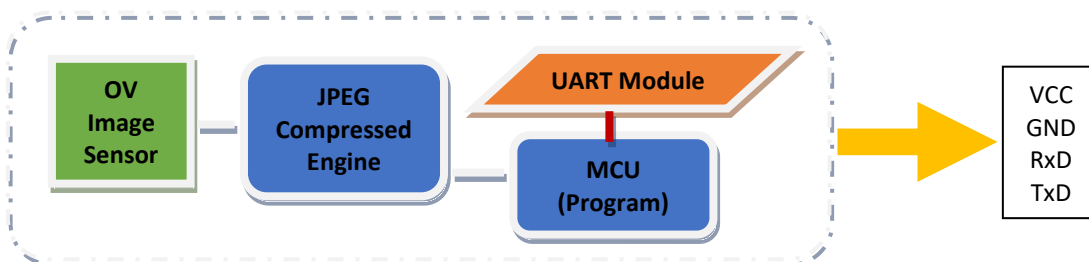 OV
Image
Sensor
JPEG
Compressed
Engine
UART Module
MCU
(Program)
VCC
GND
RxD
TxD